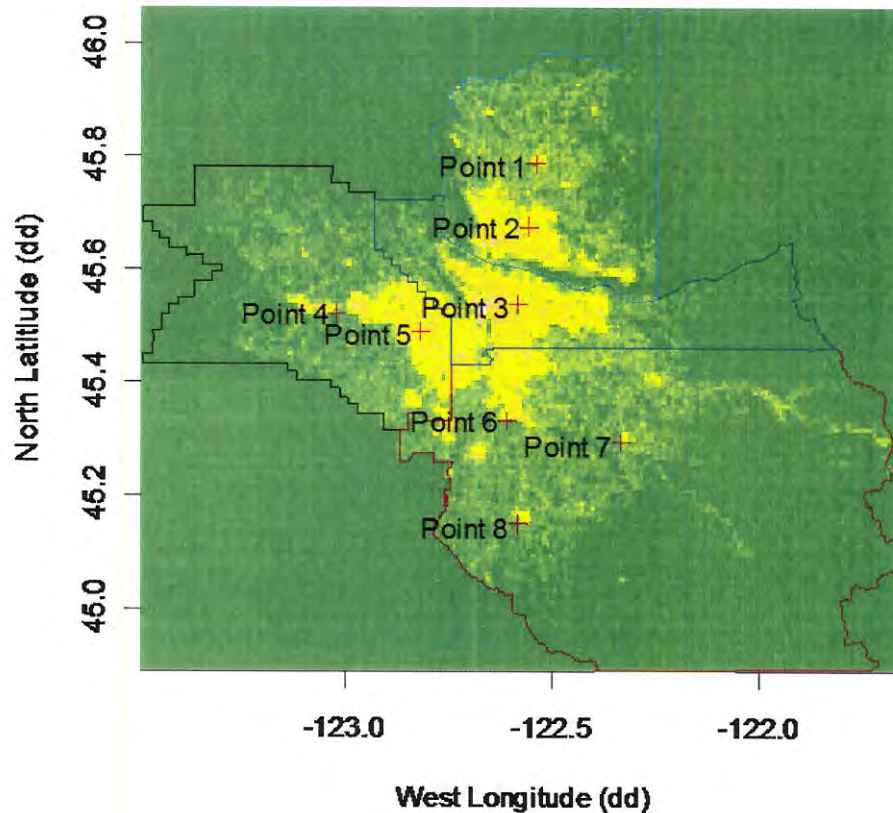 46.0
45.8
45.6
45.4
45.2
45.0
North Latitlude (dd)
Point 1
Point 2
Point 3
Point 4
Point 5
Point 6
Point 7
Point 8
-123.0
-122.5
-122.0
West Longitude (dd)